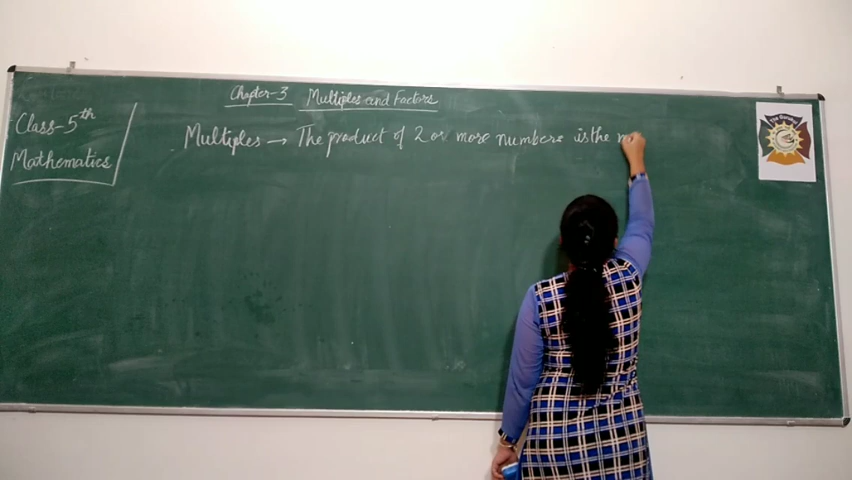 Chapter-3 Multiples and Factors
Class-5th
Mathematics
Multiples → The product of 2 or more numbers is the